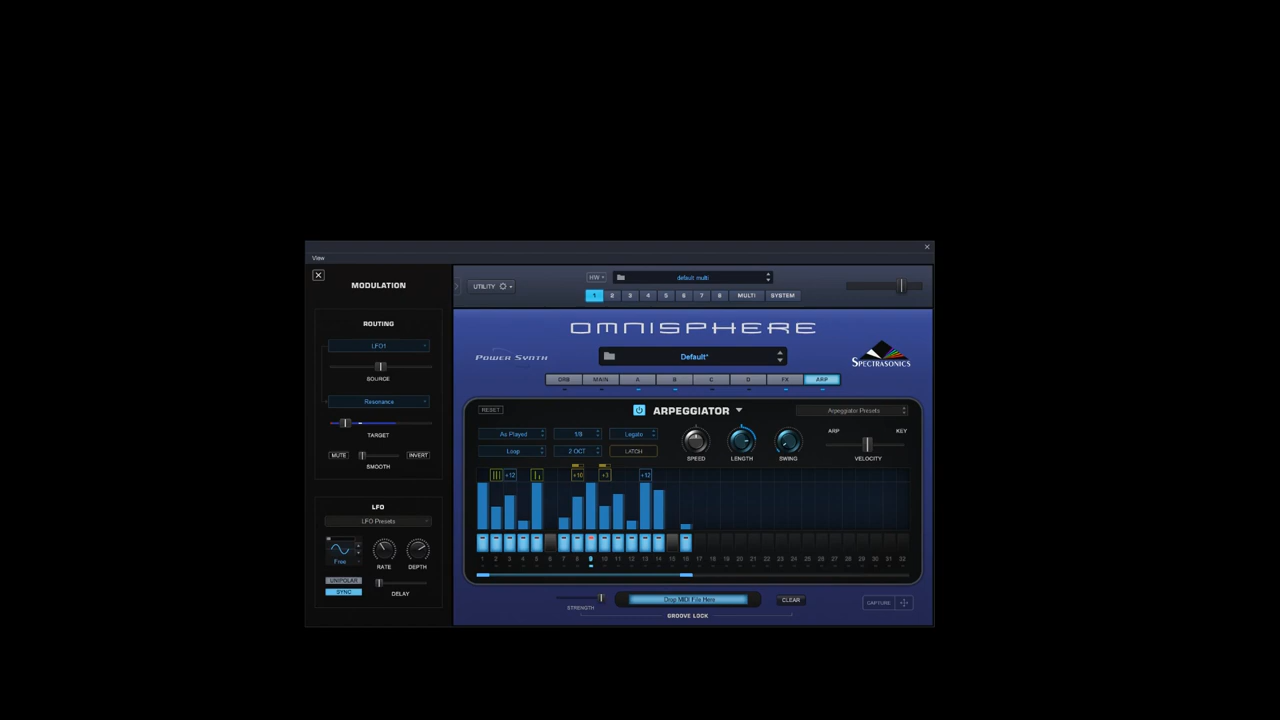 View
MODULATION
ROUTING
LFO1
SOURCE
Resonance
TARGET
MUTE INVERT
SMOOTH
LFO
LFO Presets
Free
RATE DEPTH
UNIPOLAR
SYNC
DELAY
UTILITY
HW default multi
1 2 3 4 5 6 7 8 MULTI SYSTEM
OMNISPHERE
POWER SYNTH
Default*
SPECTRASONICS
ORB MAIN A B C D FX ARP
RESET ARPEGGIATOR Arpeggiator Presets
As Played 1/8 Legato
Loop 2 OCT LATCH
SPEED LENGTH SWING
ARP KEY
VELOCITY
+12 +10 +3 +12
1 2 3 4 5 6 7 8 9 10 11 12 13 14 15 16 17 18 19 20 21 22 23 24 25 26 27 28 29 30 31 32
STRENGTH Drop MIDI File Here CLEAR
GROOVE LOCK
CAPTURE